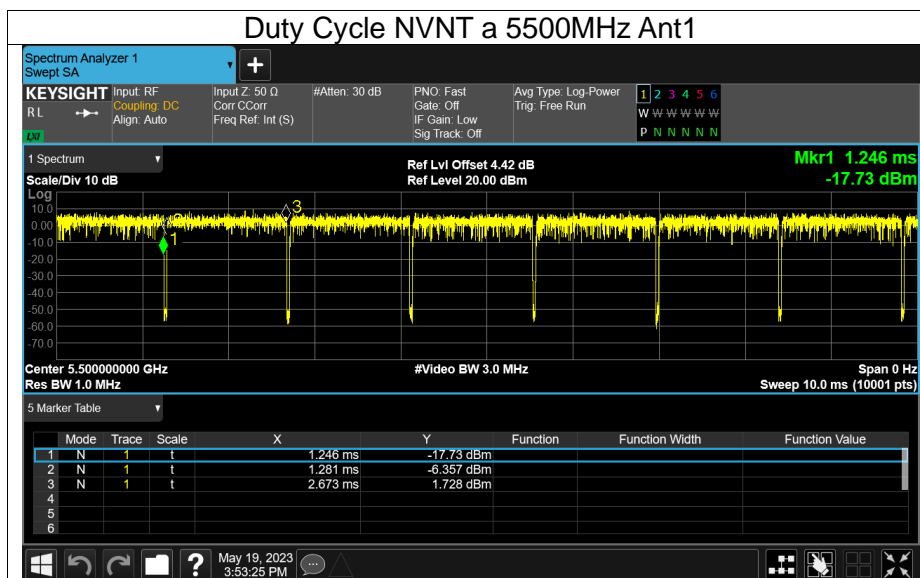 Duty Cycle NVNT a 5500MHz Ant1
Spectrum Analyzer 1
Swept SA
+
KEYSIGHT Input: RF Input Z: 50 Ω #Atten: 30 dB PNO: Fast Avg Type: Log-Power 1 2 3 4 5 6
R L Coupling: DC Corr CCorr Gate: Off Trig: Free Run W W W W W W
Align: Auto Freq Ref: Int (S) IF Gain: Low
LXI Sig Track: Off P N N N N N
1 Spectrum Ref Lvl Offset 4.42 dB Mkr1 1.246 ms
Scale/Div 10 dB Ref Level 20.00 dBm -17.73 dBm
Log
10.0
0.00
-10.0
-20.0
-30.0
-40.0
-50.0
-60.0
-70.0
2
1
3
Center 5.500000000 GHz #Video BW 3.0 MHz Span 0 Hz
Res BW 1.0 MHz Sweep 10.0 ms (10001 pts)
5 Marker Table
Mode Trace Scale X Y Function Function Width Function Value
1 N 1 t 1.246 ms -17.73 dBm
2 N 1 t 1.281 ms -6.357 dBm
3 N 1 t 2.673 ms 1.728 dBm
4
5
6
? May 19, 2023
3:53:25 PM